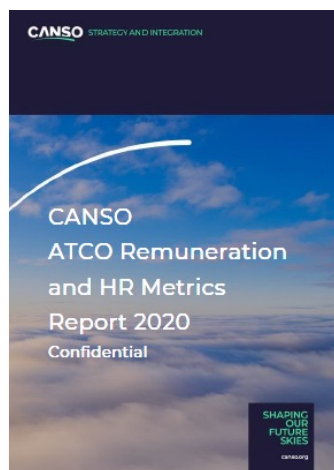 CANSO STRATEGY AND INTEGRATION
CANSO
ATCO Remuneration
and HR Metrics
Report 2020
Confidential
SHAPING
OUR
FUTURE
SKIES
canso.org